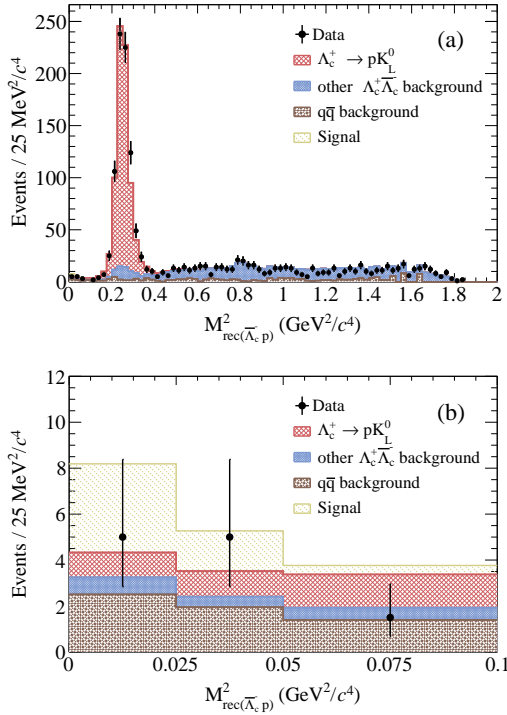 250
200
150
100
50
0
Events / 25 MeV²/c⁴
(a)
Data
Λc⁺ → pK⁰L
other Λc⁺Λ̅c⁻ background
qq̅ background
Signal
0 0.2 0.4 0.6 0.8 1 1.2 1.4 1.6 1.8 2
M²rec(Λ̅c⁻ p) (GeV²/c⁴)
12
10
8
6
4
2
0
Events / 25 MeV²/c⁴
(b)
Data
Λc⁺ → pK⁰L
other Λc⁺Λ̅c⁻ background
qq̅ background
Signal
0 0.025 0.05 0.075 0.1
M²rec(Λ̅c⁻ p) (GeV²/c⁴)